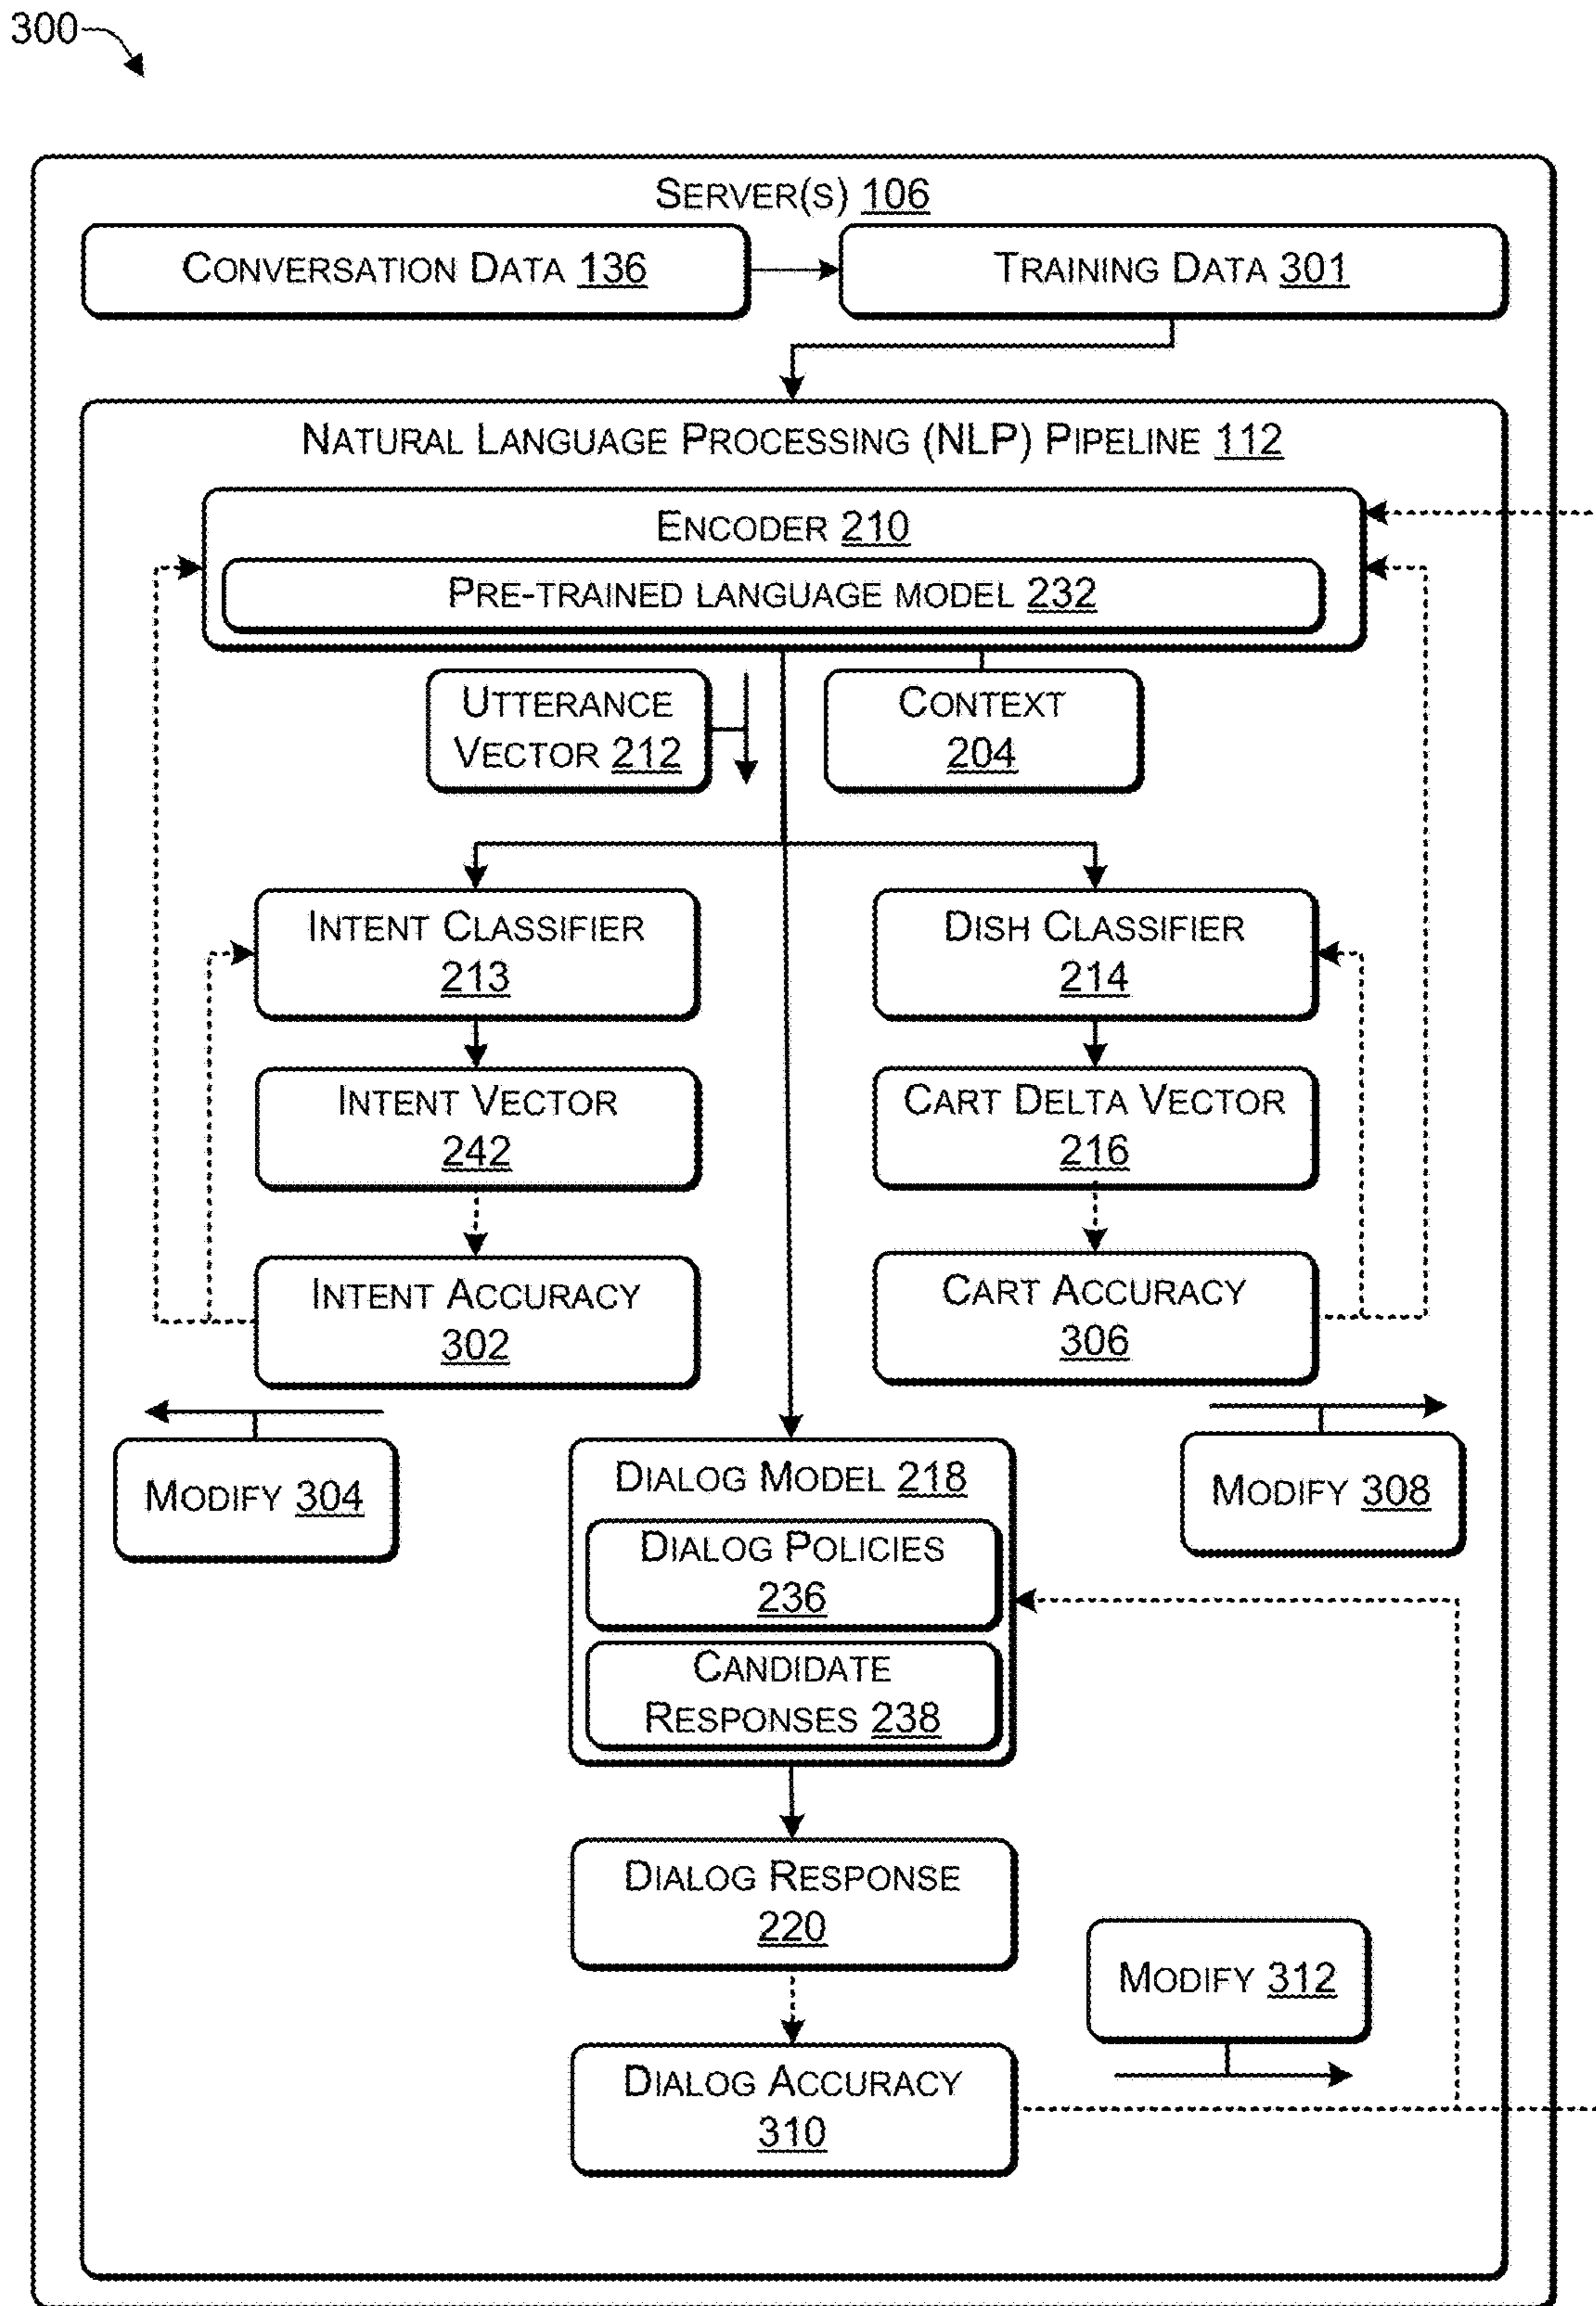 300
SERVER(S) 106
CONVERSATION DATA 136
TRAINING DATA 301
NATURAL LANGUAGE PROCESSING (NLP) PIPELINE 112
ENCODER 210
PRE-TRAINED LANGUAGE MODEL 232
UTTERANCE
VECTOR 212
CONTEXT
204
INTENT CLASSIFIER
213
DISH CLASSIFIER
214
INTENT VECTOR
242
CART DELTA VECTOR
216
INTENT ACCURACY
302
CART ACCURACY
306
MODIFY 304
DIALOG MODEL 218
DIALOG POLICIES
236
CANDIDATE
RESPONSES 238
MODIFY 308
DIALOG RESPONSE
220
MODIFY 312
DIALOG ACCURACY
310